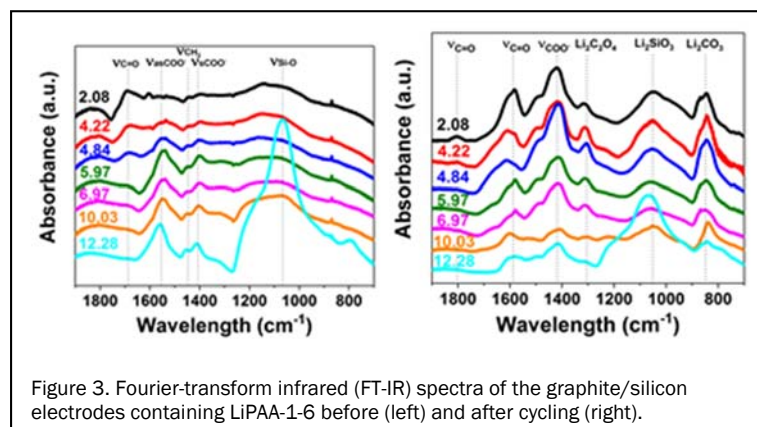 νC=O νasCOO- νCH2 νsCOO- νSi-O
2.08
4.22
4.84
5.97
6.97
10.03
12.28
Absorbance (a.u.)
1800 1600 1400 1200 1000 800
Wavelength (cm-1)
νC=O νC=O νCOO- Li2C2O4 Li2SiO3 Li2CO3
2.08
4.22
4.84
5.97
6.97
10.03
12.28
Absorbance (a.u.)
1800 1600 1400 1200 1000 800
Wavelength (cm-1)
Figure 3. Fourier-transform infrared (FT-IR) spectra of the graphite/silicon
electrodes containing LiPAA-1-6 before (left) and after cycling (right).